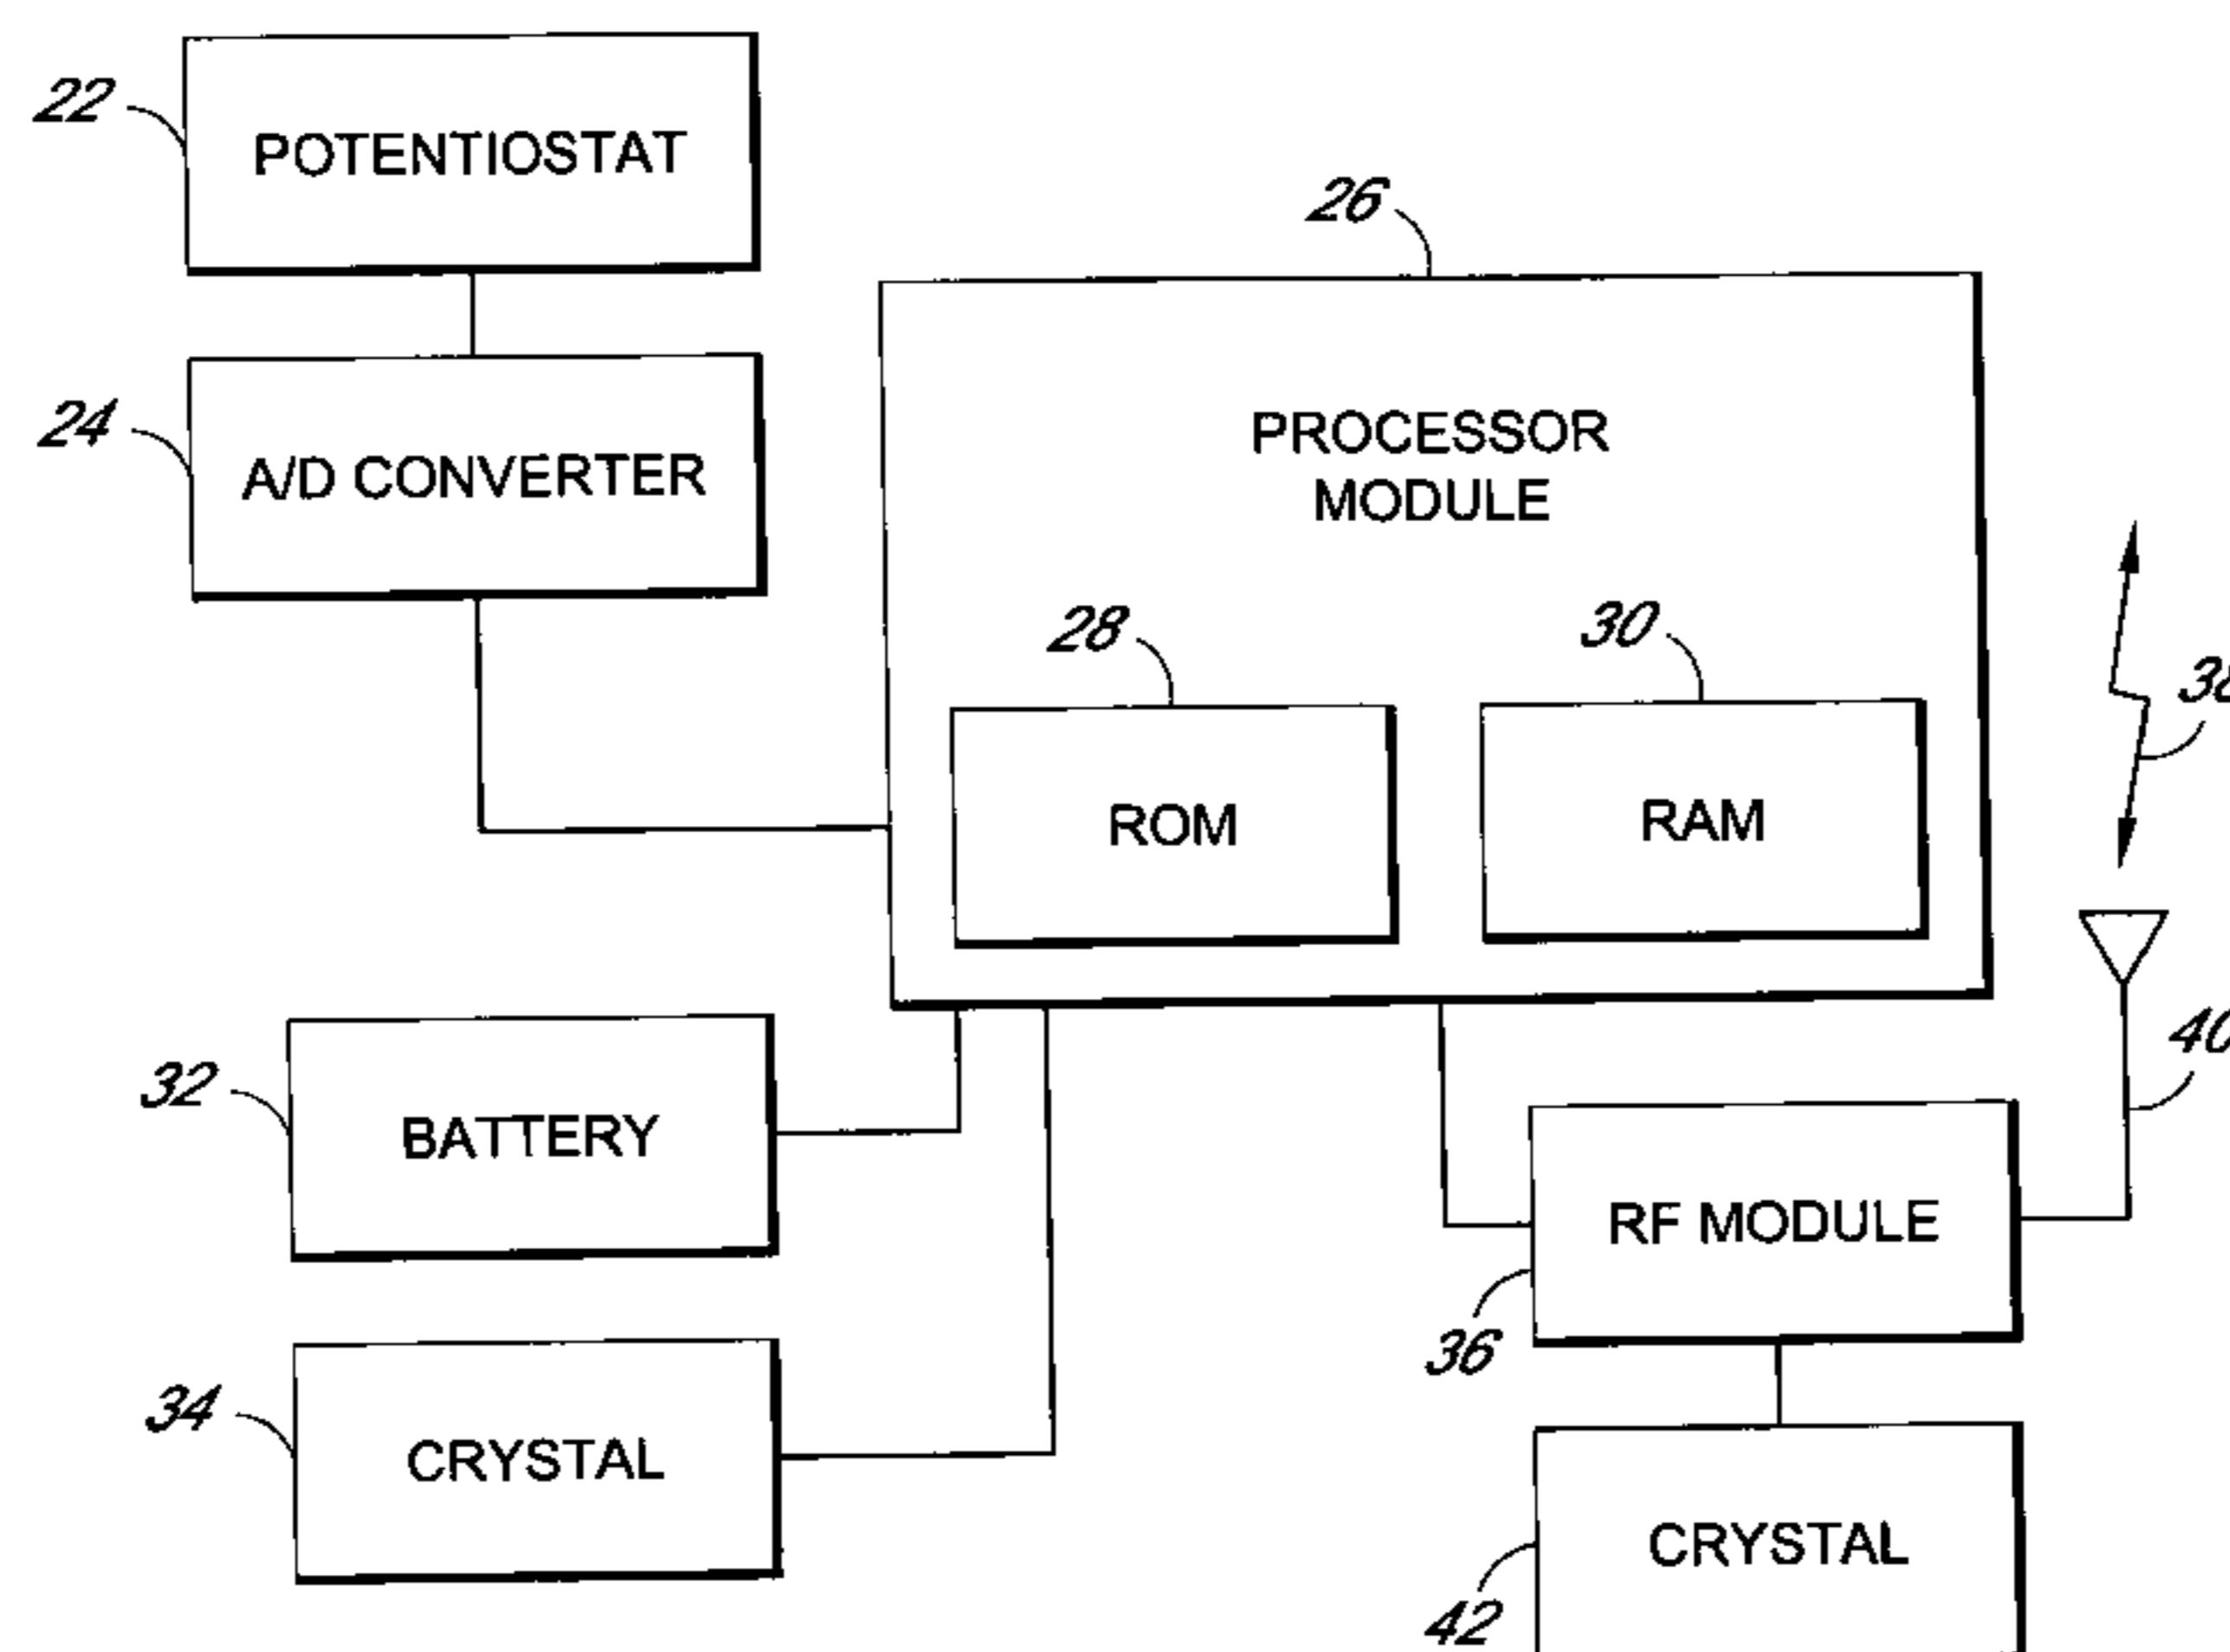 22
POTENTIOSTAT
26
24
A/D CONVERTER
PROCESSOR
MODULE
28
30
38
ROM
RAM
40
32
BATTERY
RF MODULE
36
34
CRYSTAL
CRYSTAL
42